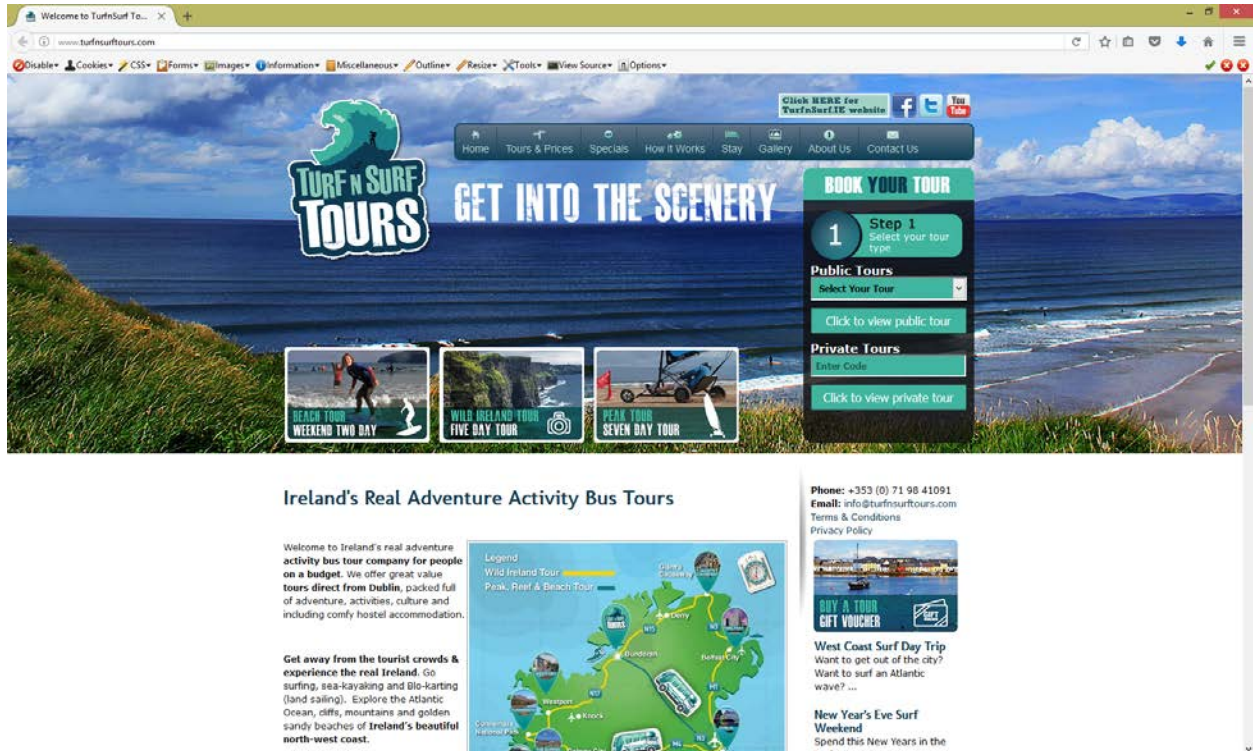 Welcome to TurfnSurf To...
www.turfnsurftours.com
Disable Cookies CSS Forms Images Information Miscellaneous Outline Resize Tools View Source Options
Click HERE for
TurfnSurf.IE website
You
Tube
Home Tours & Prices Specials How It Works Stay Gallery About Us Contact Us
TURF N SURF
TOURS
GET INTO THE SCENERY
BOOK YOUR TOUR
1
Step 1
Select your tour
type
Public Tours
Select Your Tour
Click to view public tour
Private Tours
Enter Code
Click to view private tour
BEACH TOUR
WEEKEND TWO DAY
WILD IRELAND TOUR
FIVE DAY TOUR
PEAK TOUR
SEVEN DAY TOUR
Ireland's Real Adventure Activity Bus Tours
Welcome to Ireland's real adventure
activity bus tour company for people
on a budget. We offer great value
tours direct from Dublin, packed full
of adventure, activities, culture and
including comfy hostel accommodation.
Get away from the tourist crowds &
experience the real Ireland. Go
surfing, sea-kayaking and Blo-karting
(land sailing). Explore the Atlantic
Ocean, cliffs, mountains and golden
sandy beaches of Ireland's beautiful
north-west coast.
Legend
Wild Ireland Tour
Peak, Reef & Beach Tour
Giants
Causeway
Derry
N15
Bundoran
Belfast City
M1
N17
Westport
Knock
Connemara
National Park
Phone: +353 (0) 71 98 41091
Email: info@turfnsurftours.com
Terms & Conditions
Privacy Policy
BUY A TOUR
GIFT VOUCHER
GIFT
West Coast Surf Day Trip
Want to get out of the city?
Want to surf an Atlantic
wave? ...
New Year's Eve Surf
Weekend
Spend this New Years in the